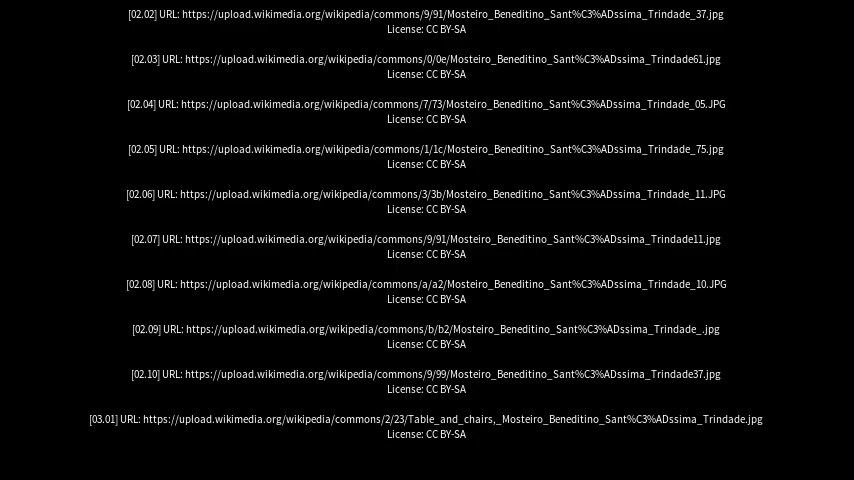 [02.02] URL: https://upload.wikimedia.org/wikipedia/commons/9/91/Mosteiro_Beneditino_Sant%C3%ADssima_Trindade_37.jpg
License: CC BY-SA
[02.03] URL: https://upload.wikimedia.org/wikipedia/commons/0/0e/Mosteiro_Beneditino_Sant%C3%ADssima_Trindade61.jpg
License: CC BY-SA
[02.04] URL: https://upload.wikimedia.org/wikipedia/commons/7/73/Mosteiro_Beneditino_Sant%C3%ADssima_Trindade_05.JPG
License: CC BY-SA
[02.05] URL: https://upload.wikimedia.org/wikipedia/commons/1/1c/Mosteiro_Beneditino_Sant%C3%ADssima_Trindade_75.jpg
License: CC BY-SA
[02.06] URL: https://upload.wikimedia.org/wikipedia/commons/3/3b/Mosteiro_Beneditino_Sant%C3%ADssima_Trindade_11.JPG
License: CC BY-SA
[02.07] URL: https://upload.wikimedia.org/wikipedia/commons/9/91/Mosteiro_Beneditino_Sant%C3%ADssima_Trindade11.jpg
License: CC BY-SA
[02.08] URL: https://upload.wikimedia.org/wikipedia/commons/a/a2/Mosteiro_Beneditino_Sant%C3%ADssima_Trindade_10.JPG
License: CC BY-SA
[02.09] URL: https://upload.wikimedia.org/wikipedia/commons/b/b2/Mosteiro_Beneditino_Sant%C3%ADssima_Trindade_.jpg
License: CC BY-SA
[02.10] URL: https://upload.wikimedia.org/wikipedia/commons/9/99/Mosteiro_Beneditino_Sant%C3%ADssima_Trindade37.jpg
License: CC BY-SA
[03.01] URL: https://upload.wikimedia.org/wikipedia/commons/2/23/Table_and_chairs,_Mosteiro_Beneditino_Sant%C3%ADssima_Trindade.jpg
License: CC BY-SA